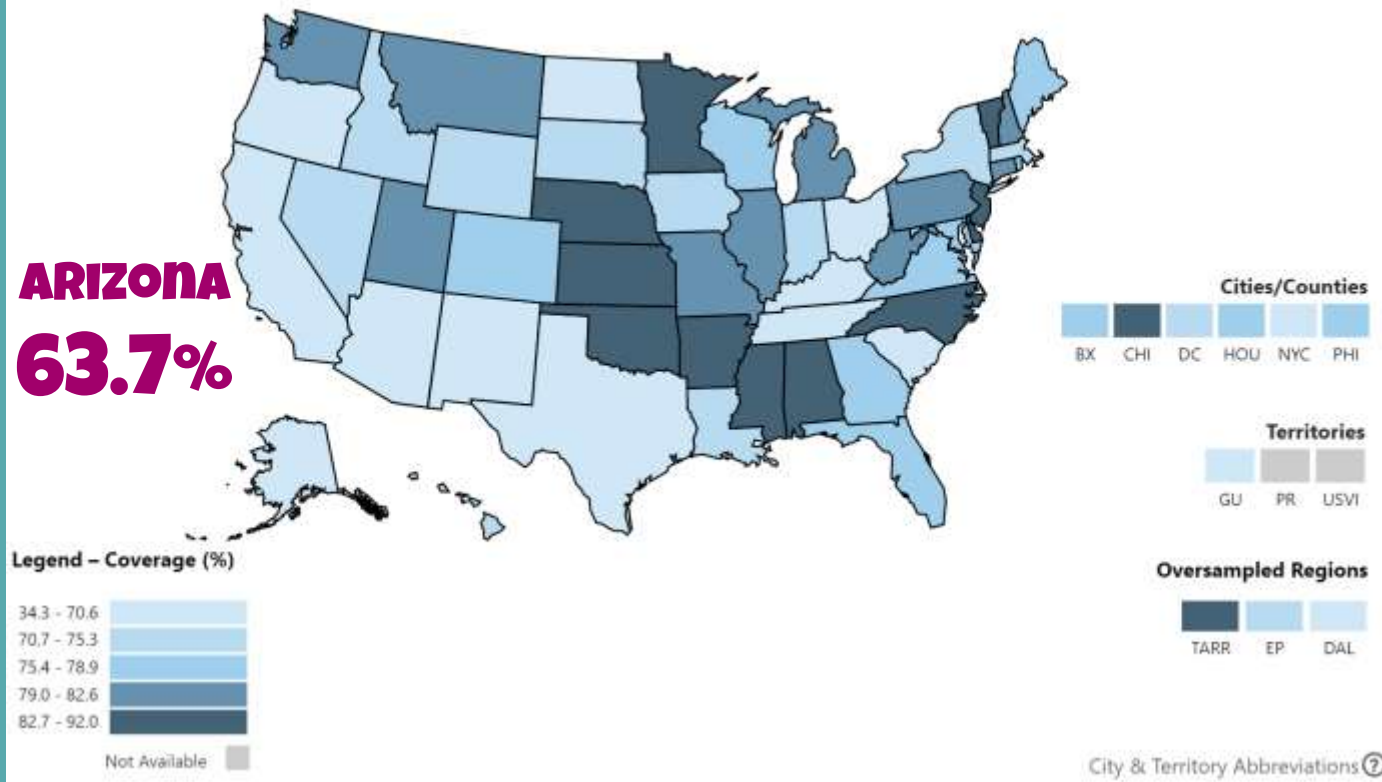 ARIZONA
63.7%
Cities/Counties
BX CHI DC HOU NYC PHI
Territories
GU PR USVI
Legend – Coverage (%)
34.3 - 70.6
70.7 - 75.3
75.4 - 78.9
79.0 - 82.6
82.7 - 92.0
Not Available
Oversampled Regions
TARR EP DAL
City & Territory Abbreviations ?